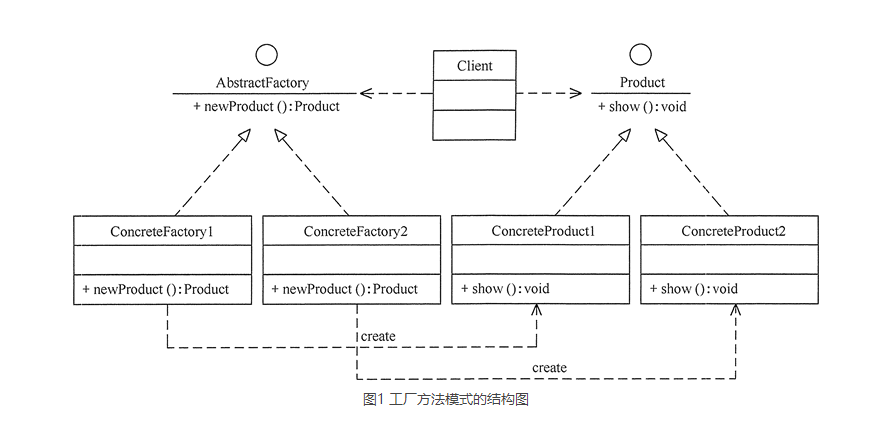 Client
AbstractFactory
Product
+ newProduct (): Product
+ show (): void
ConcreteFactory1
ConcreteFactory2
ConcreteProduct1
ConcreteProduct2
+ newProduct (): Product
+ newProduct (): Product
+ show (): void
+ show (): void
create
create
图1 工厂方法模式的结构图